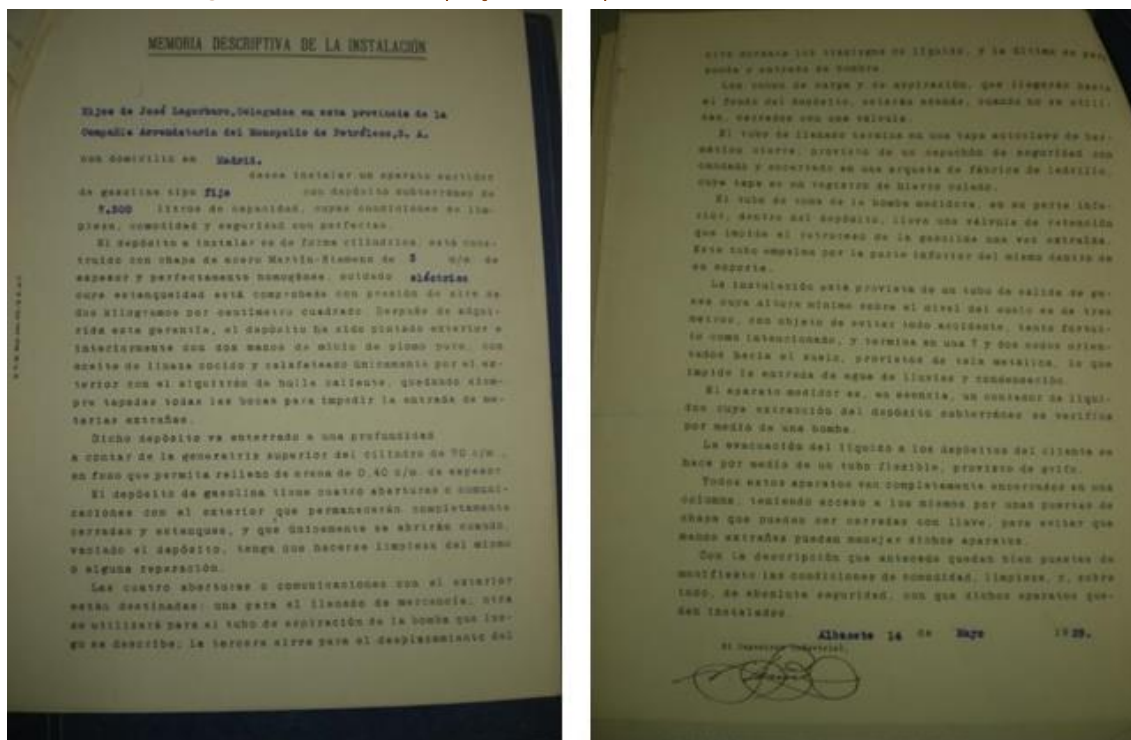 MEMORIA DESCRIPTIVA DE LA INSTALACIÓN
Hijos de José Legorburo, Delegados en esta provincia de la
Compañía Arrendataria del Monopolio de Petróleos, S. A.
con domicilio en Madrid.
desea instalar un aparato surtidor
de gasolina tipo fijo con depósito subterráneo de
litros de capacidad, cuyas condiciones de lim-
pieza, comodidad y seguridad son perfectas.
El depósito a instalar es de forma cilíndrica, está cons-
truido con chapa de acero Martin-Siemens de 5 m/m de
espesor y perfectamente homogénea, soldado eléctrico
cuya estanqueidad está comprobada con presión de aire de
dos kilogramos por centímetro cuadrado. Después de adqui-
rida esta garantía, el depósito ha sido pintado exterior e
interiormente con dos manos de minio de plomo puro, con
aceite de linaza cocido y calafateado únicamente por el ex-
terior con el alquitrán de hulla caliente, quedando siem-
pre tapadas todas las bocas para impedir la entrada de ma-
terias extrañas.
Dicho depósito va enterrado a una profundidad
a contar de la generatriz superior del cilindro de 70 c/m.,
en foso que permita relleno de arena de 0.40 c/m. de espesor
El depósito de gasolina tiene cuatro aberturas o comuni-
caciones con el exterior que permanecerán completamente
cerradas y estanques, y que únicamente se abrirán cuando,
vaciado el depósito, tenga que hacerse limpieza del mismo
o alguna reparación.
Las cuatro aberturas o comunicaciones con el exterior
están destinadas: una para el llenado de mercancía, otra
se utilizará para el tubo de aspiración de la bomba que lue-
go se describe; la tercera sirve para el desplazamiento del
aire durante los trasiegos de líquido, y la última de
sonda o entrada de hombre.
Los tubos de carga y de aspiración, que llegarán hasta
el fondo del depósito, estarán además, cuando no se utili-
zan, cerrados con una válvula.
El tubo de llenado termina en una tapa autoclave de her-
mético cierre, provisto de un capuchón de seguridad con
candado y encerrado en una arqueta de fábrica de ladrillo,
cuya tapa es un registro de hierro colado.
El tubo de toma de la bomba medidora, en su parte infe-
rior, dentro del depósito, lleva una válvula de retención
que impide el retroceso de la gasolina una vez extraída.
Este tubo empalma por la parte inferior del mismo dentro de
su soporte.
La instalación está provista de un tubo de salida de ga-
ses cuya altura mínima sobre el nivel del suelo es de tres
metros, con objeto de evitar todo accidente, tanto fortui-
to como intencionado, y termina en una T y dos codos orien-
tados hacia el suelo, provistos de tela metálica, lo que
impide la entrada de agua de lluvias y condensación.
El aparato medidor es, en esencia, un contador de líqui-
dos cuya extracción del depósito subterráneo se verifica
por medio de una bomba.
La evacuación del líquido a los depósitos del cliente se
hace por medio de un tubo flexible, provisto de grifo.
Todos estos aparatos van completamente encerrados en una
columna, teniendo acceso a los mismos por unas puertas de
chapa que pueden ser cerradas con llave, para evitar que
manos extrañas puedan manejar dichos aparatos.
Con la descripción que antecede quedan bien puestas de
manifiesto las condiciones de comodidad, limpieza, y, sobre
todo, de absoluta seguridad, con que dichos aparatos que-
dan instalados.
Albacete 14 de Mayo
El Ingeniero Industrial,